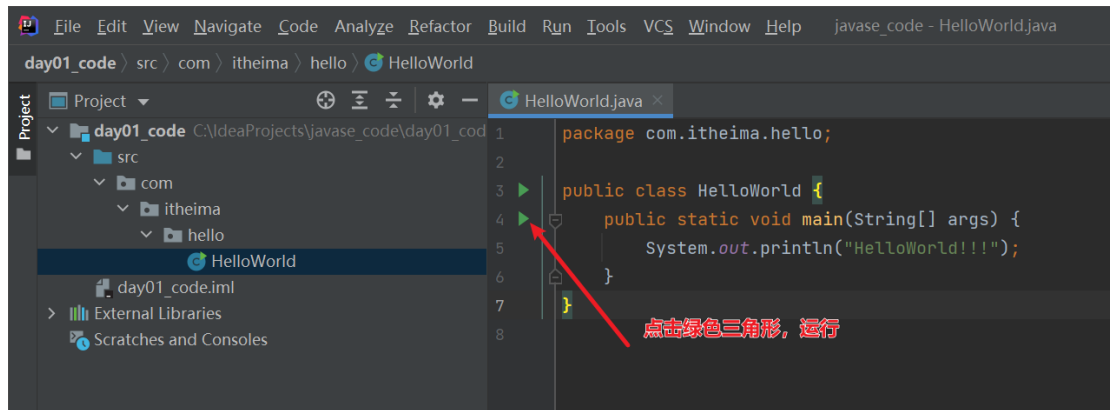 File Edit View Navigate Code Analyze Refactor Build Run Tools VCS Window Help javase_code - HelloWorld.java
day01_code 〉 src 〉 com 〉 itheima 〉 hello 〉 HelloWorld
Project
Project
HelloWorld.java ×
day01_code C:\IdeaProjects\javase_code\day01_cod
src
com
itheima
hello
HelloWorld
day01_code.iml
External Libraries
Scratches and Consoles
1 package com.itheima.hello;
2
3 public class HelloWorld {
4 public static void main(String[] args) {
5 System.out.println("HelloWorld!!!");
6 }
7 }
8
点击绿色三角形，运行